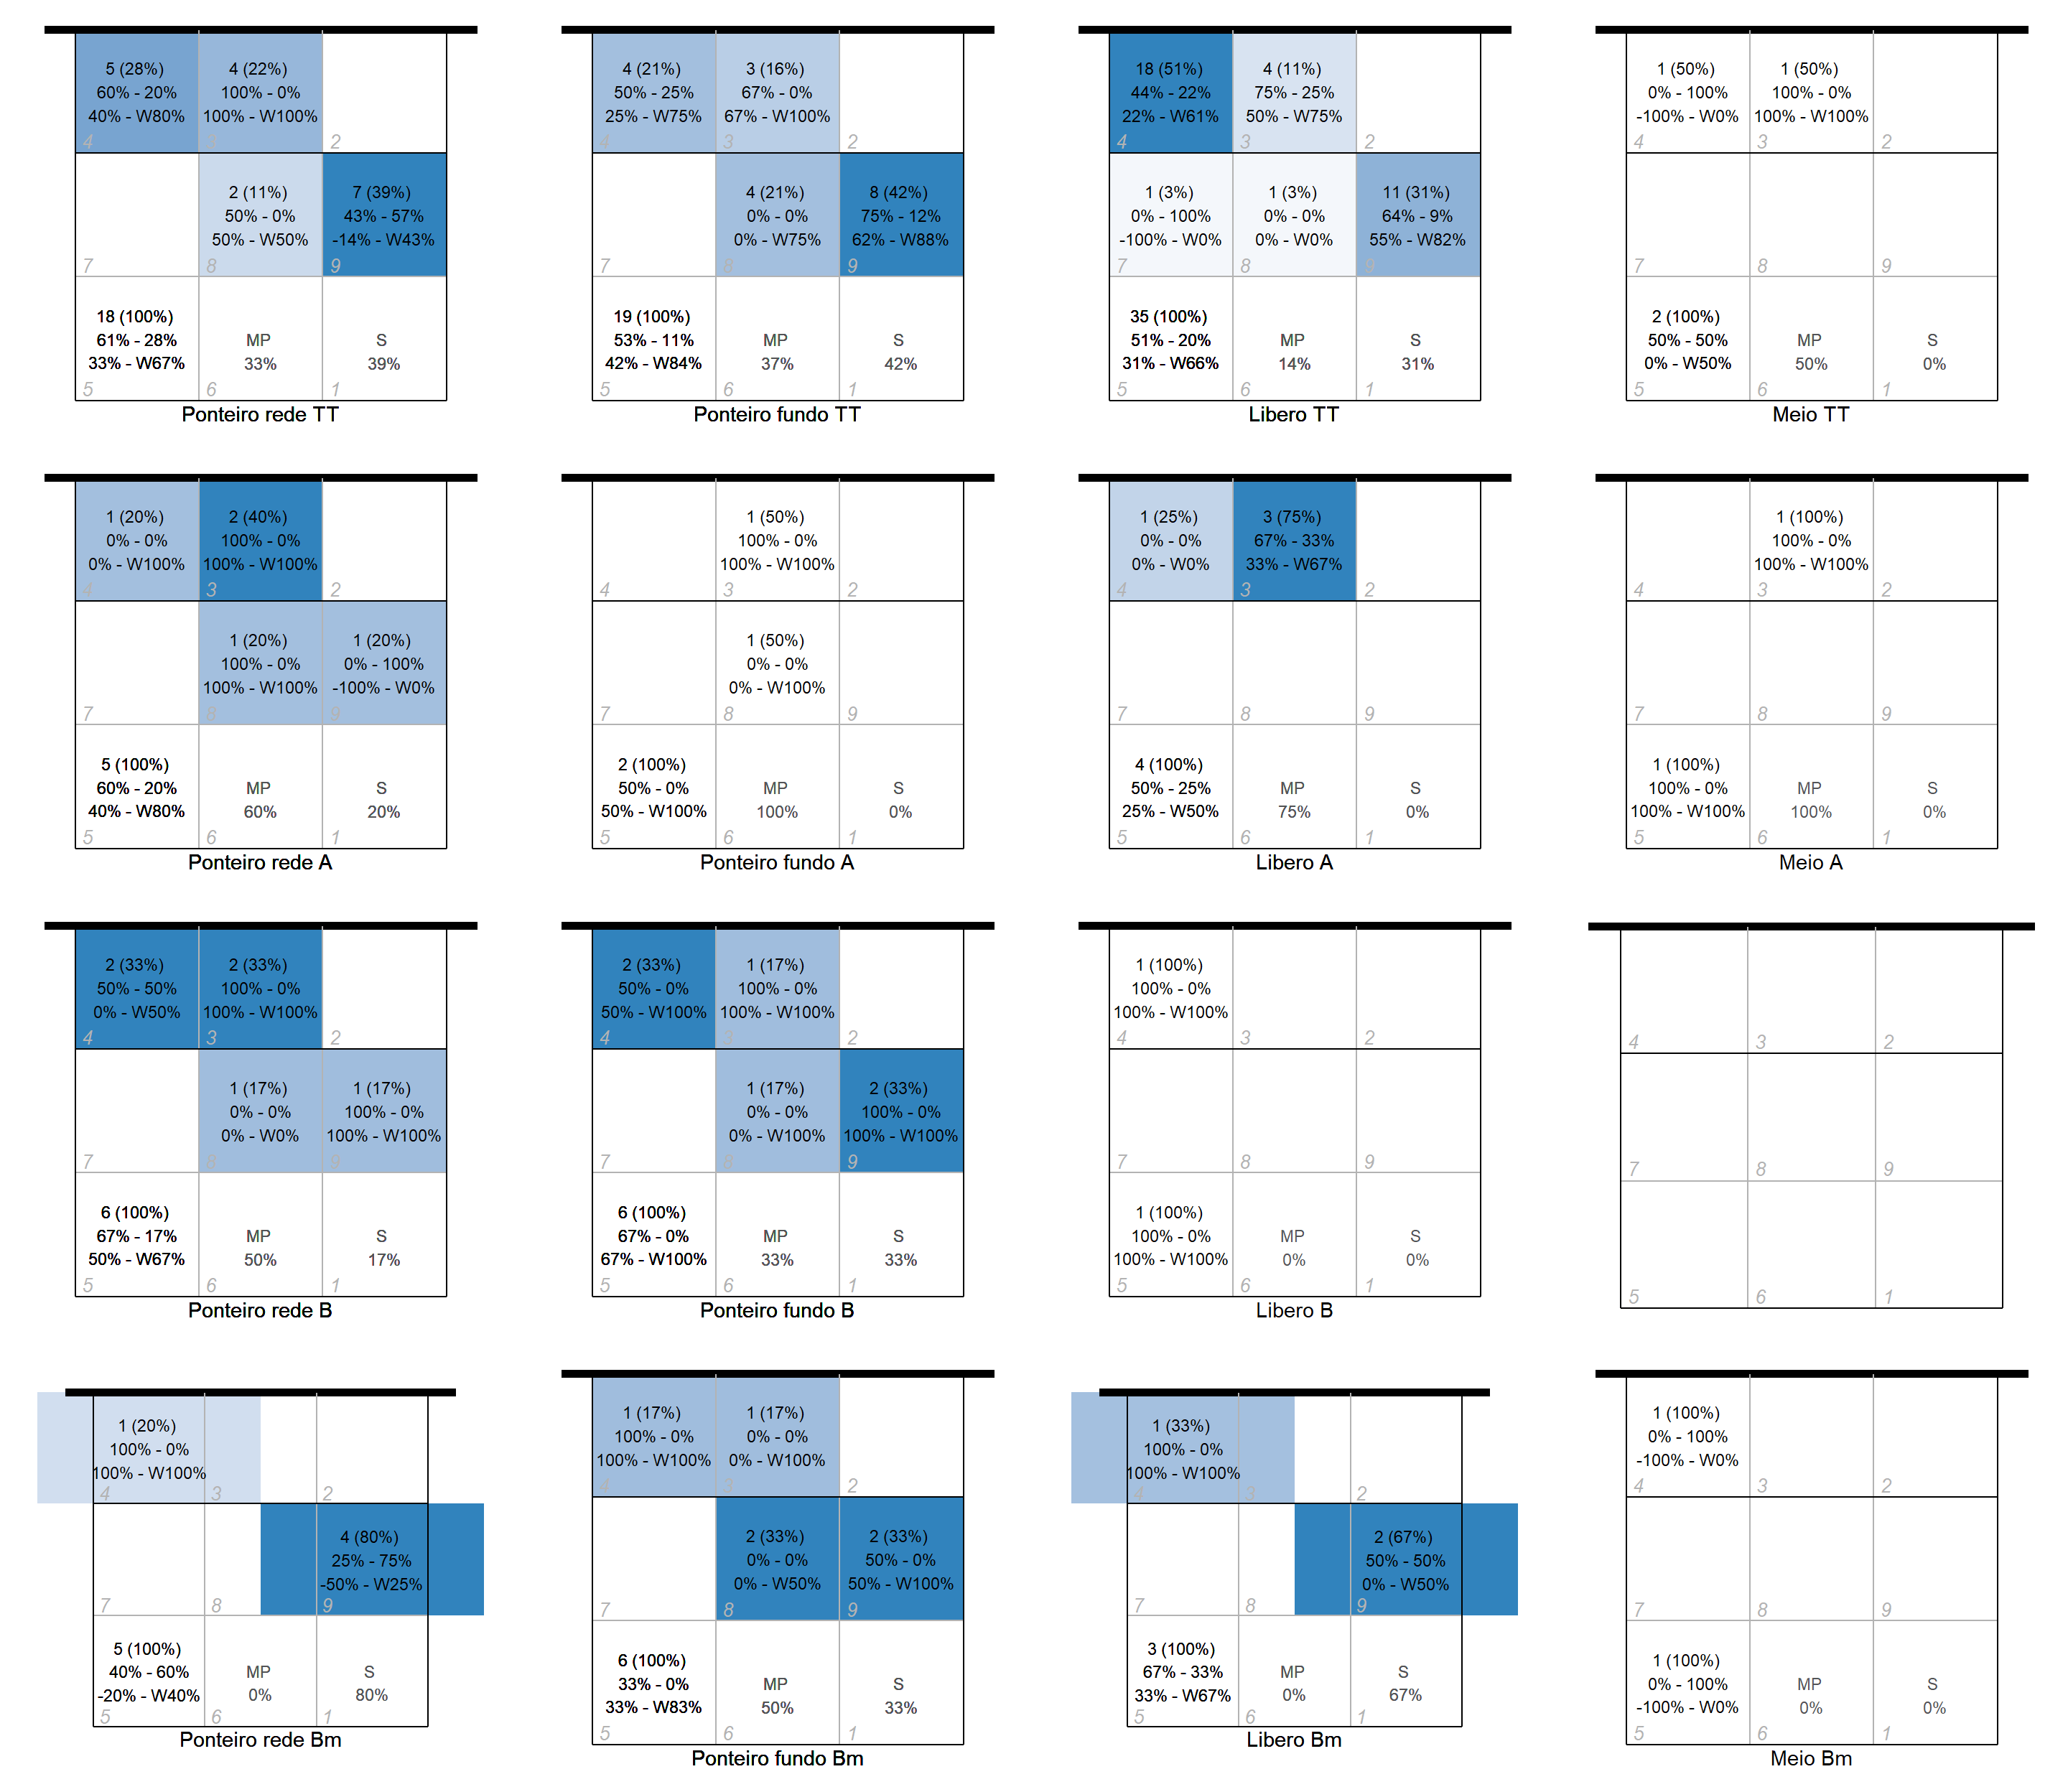 5 (28%)
60% - 20%
40% - W80%
4
4 (22%)
100% - 0%
100% - W100%
2
7
2 (11%)
50% - 0%
50% - W50%
8
7 (39%)
43% - 57%
-14% - W43%
9
18 (100%)
61% - 28%
33% - W67%
5
MP
33%
6
S
39%
1
Ponteiro rede TT
4 (21%)
50% - 25%
25% - W75%
4
3 (16%)
67% - 0%
67% - W100%
3
2
7
4 (21%)
0% - 0%
0% - W75%
8
8 (42%)
75% - 12%
62% - W88%
9
19 (100%)
53% - 11%
42% - W84%
5
MP
37%
6
S
42%
1
Ponteiro fundo TT
18 (51%)
44% - 22%
22% - W61%
4
4 (11%)
75% - 25%
50% - W75%
3
2
1 (3%)
0% - 100%
-100% - W0%
7
1 (3%)
0% - 0%
0% - W0%
8
11 (31%)
64% - 9%
55% - W82%
9
35 (100%)
51% - 20%
31% - W66%
5
MP
14%
6
S
31%
1
Libero TT
1 (50%)
0% - 100%
-100% - W0%
4
1 (50%)
100% - 0%
100% - W100%
3
2
7
8
9
2 (100%)
50% - 50%
0% - W50%
5
MP
50%
6
S
0%
1
Meio TT
1 (20%)
0% - 0%
0% - W100%
4
2 (40%)
100% - 0%
100% - W100%
3
2
7
1 (20%)
100% - 0%
100% - W100%
8
1 (20%)
0% - 100%
-100% - W0%
9
5 (100%)
60% - 20%
40% - W80%
5
MP
60%
6
S
20%
1
Ponteiro rede A
4
1 (50%)
100% - 0%
100% - W100%
3
2
7
1 (50%)
0% - 0%
0% - W100%
8
9
2 (100%)
50% - 0%
50% - W100%
5
MP
100%
6
S
0%
1
Ponteiro fundo A
1 (25%)
0% - 0%
0% - W0%
4
3 (75%)
67% - 33%
33% - W67%
3
2
7
8
9
4 (100%)
50% - 25%
25% - W50%
5
MP
75%
6
S
0%
1
Libero A
4
1 (100%)
100% - 0%
100% - W100%
3
2
7
8
9
1 (100%)
100% - 0%
100% - W100%
5
MP
100%
6
S
0%
1
Meio A
2 (33%)
50% - 50%
0% - W50%
4
2 (33%)
100% - 0%
100% - W100%
3
2
7
1 (17%)
0% - 0%
0% - W0%
8
1 (17%)
100% - 0%
100% - W100%
9
6 (100%)
67% - 17%
50% - W67%
5
MP
50%
6
S
17%
1
Ponteiro rede B
2 (33%)
50% - 0%
50% - W100%
4
1 (17%)
100% - 0%
100% - W100%
3
2
7
1 (17%)
0% - 0%
0% - W100%
8
2 (33%)
100% - 0%
100% - W100%
9
6 (100%)
67% - 0%
67% - W100%
5
MP
33%
6
S
33%
1
Ponteiro fundo B
1 (100%)
100% - 0%
100% - W100%
4
3
2
7
8
9
1 (100%)
100% - 0%
100% - W100%
5
MP
0%
6
S
0%
1
Libero B
4
3
2
7
8
9
5
6
1
1 (20%)
100% - 0%
100% - W100%
4
3
2
7
8
4 (80%)
25% - 75%
-50% - W25%
9
5 (100%)
40% - 60%
-20% - W40%
5
MP
0%
6
S
80%
1
Ponteiro rede Bm
1 (17%)
100% - 0%
100% - W100%
4
1 (17%)
0% - 0%
0% - W100%
3
2
7
2 (33%)
0% - 0%
0% - W50%
8
2 (33%)
50% - 0%
50% - W100%
9
6 (100%)
33% - 0%
33% - W83%
5
MP
50%
6
S
33%
1
Ponteiro fundo Bm
1 (33%)
100% - 0%
100% - W100%
4
3
2
7
8
2 (67%)
50% - 50%
0% - W50%
9
3 (100%)
67% - 33%
33% - W67%
5
MP
0%
6
S
67%
1
Libero Bm
1 (100%)
0% - 100%
-100% - W0%
4
3
2
7
8
9
1 (100%)
0% - 100%
-100% - W0%
5
MP
0%
6
S
0%
1
Meio Bm